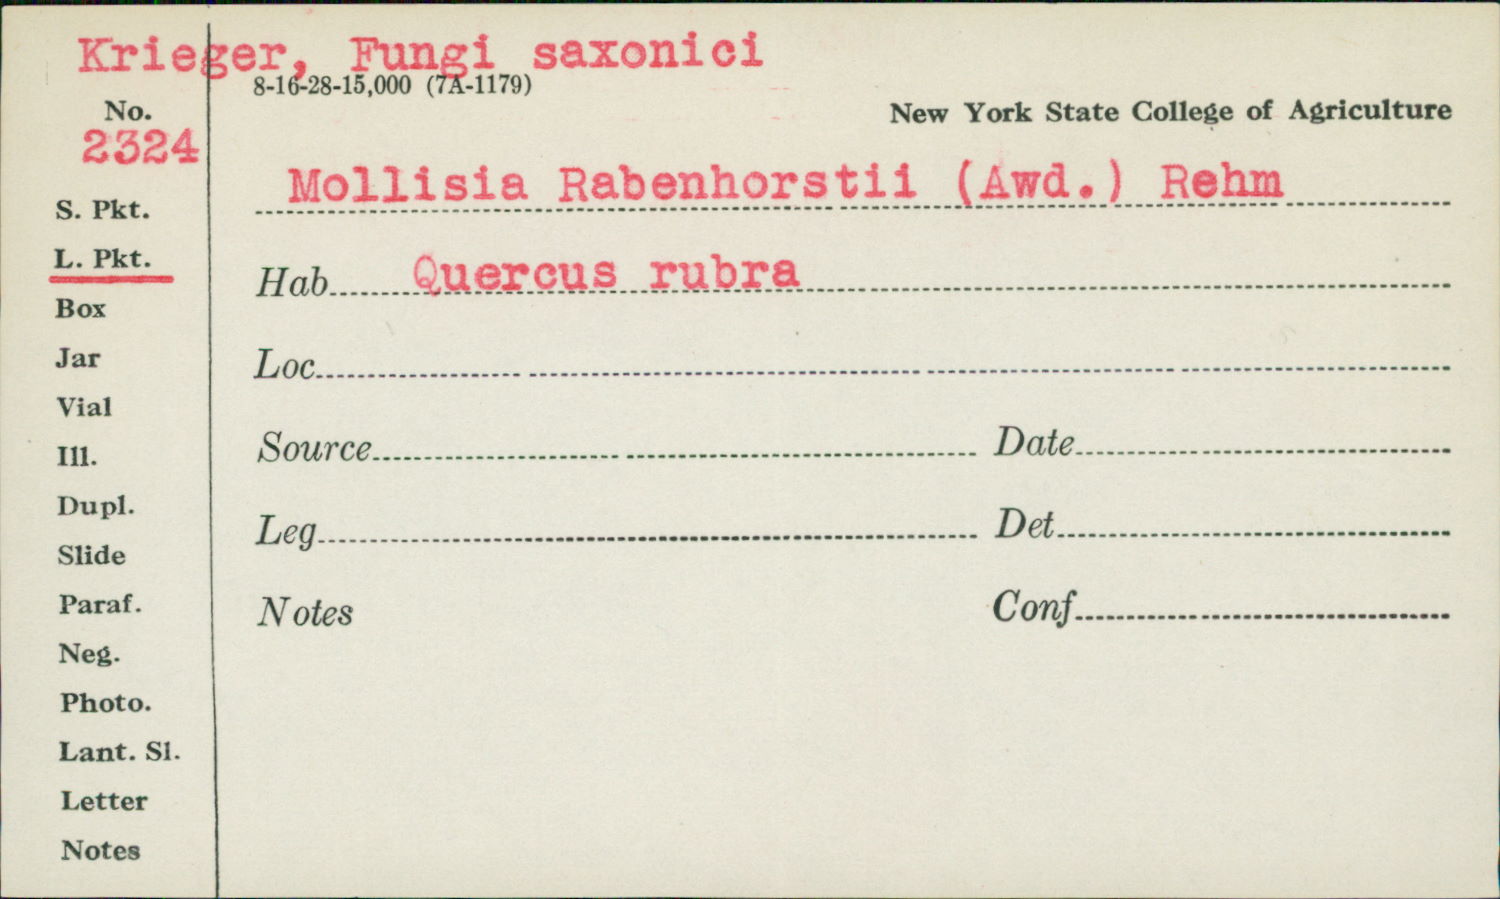 Krieger, Fungi saxonici
8-16-28-15,000 (7A-1179)
No.
2324
New York State College of Agriculture
Mollisia Rabenhorstii (Awd.) Rehm
S. Pkt.
L. Pkt.
Box
Jar
Vial
Ill.
Dupl.
Slide
Paraf.
Neg.
Photo.
Lant. Sl.
Letter
Notes
Hab. Quercus rubra
Loc.
Source
Date
Leg.
Det.
Notes
Conf.